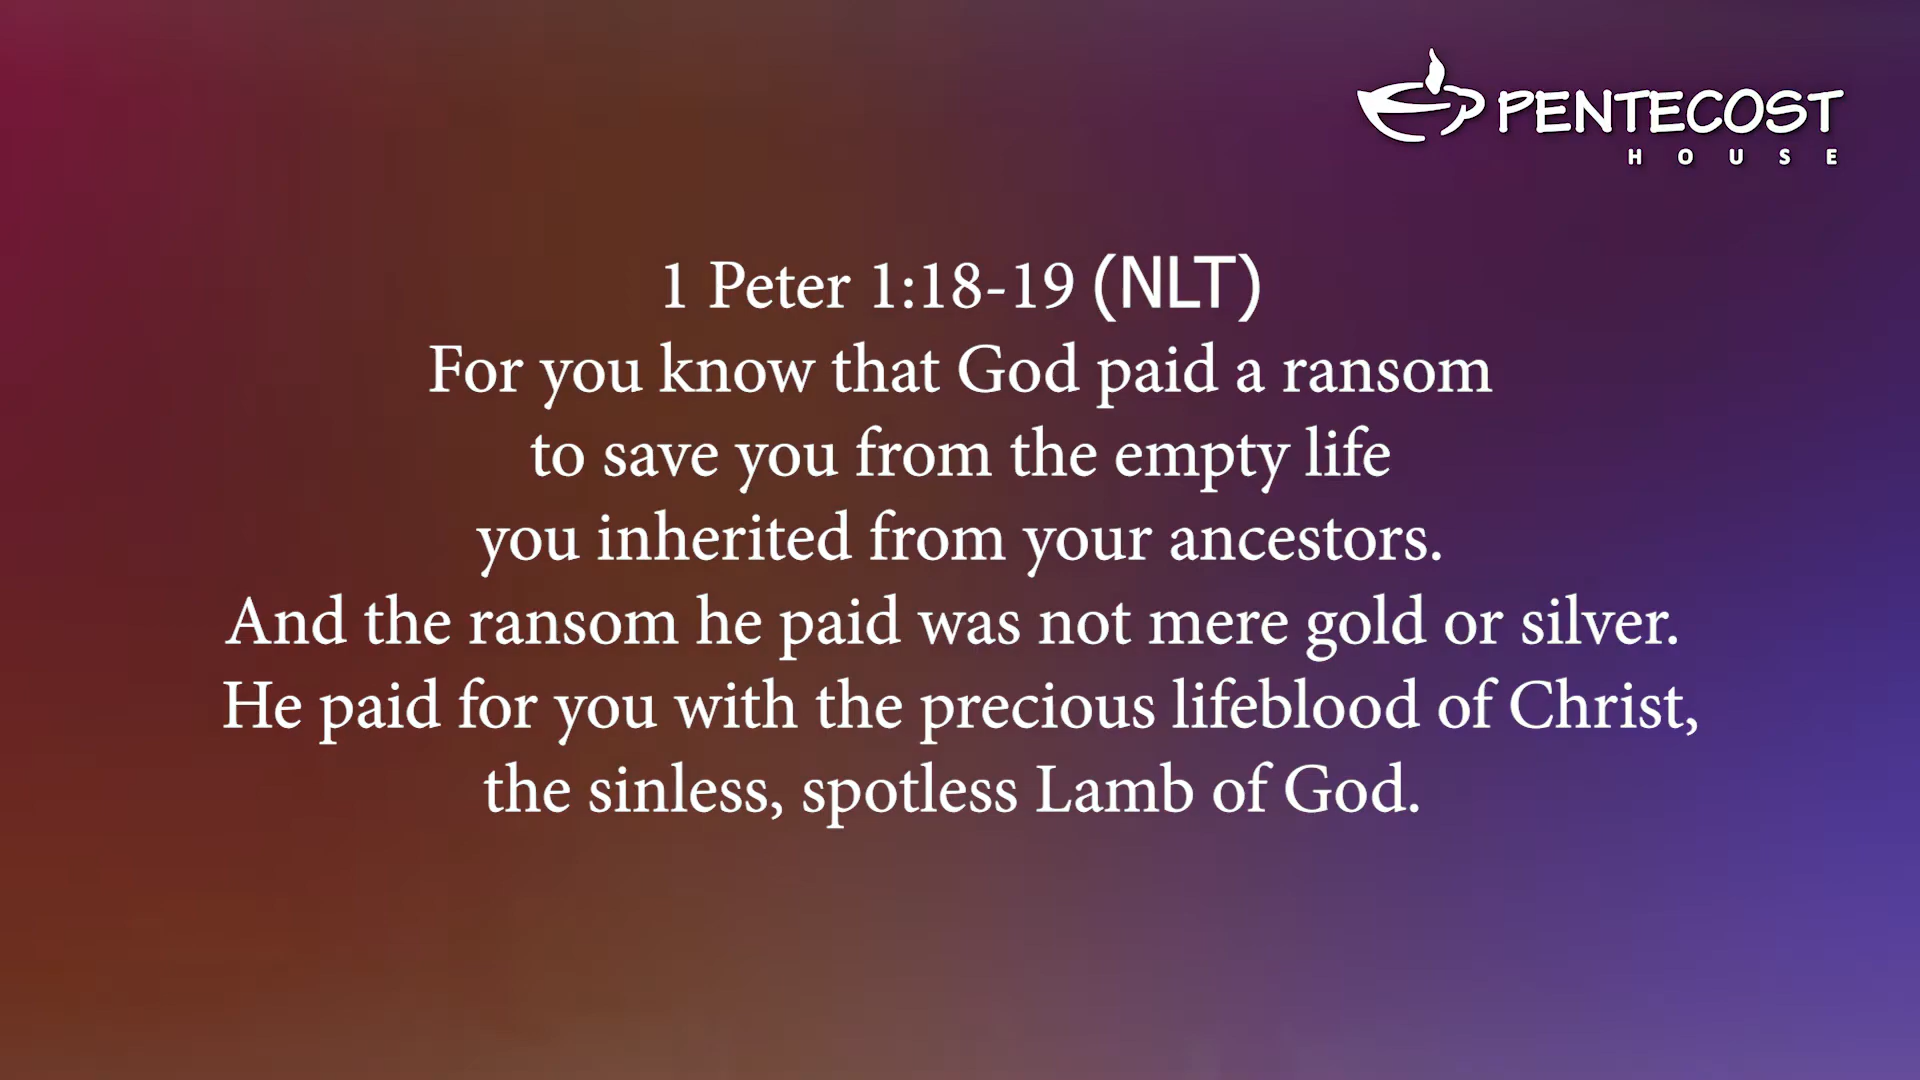 PENTECOST
HOUSE
1 Peter 1:18-19 (NLT)
For you know that God paid a ransom
to save you from the empty life
you inherited from your ancestors.
And the ransom he paid was not mere gold or silver.
He paid for you with the precious lifeblood of Christ,
the sinless, spotless Lamb of God.